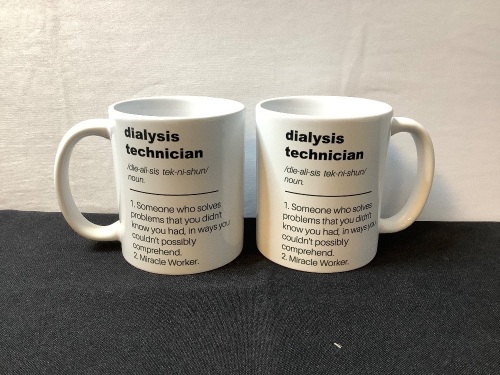 dialysis
technician
/die-ali-sis tek-ni-shun/
noun.
1. Someone who solves
problems that you didn't
know you had, in ways you
couldn't possibly
comprehend.
2. Miracle Worker.
dialysis
technician
/die-ali-sis tek-ni-shun/
noun.
1. Someone who solves
problems that you didn't
know you had, in ways you
couldn't possibly
comprehend.
2. Miracle Worker.